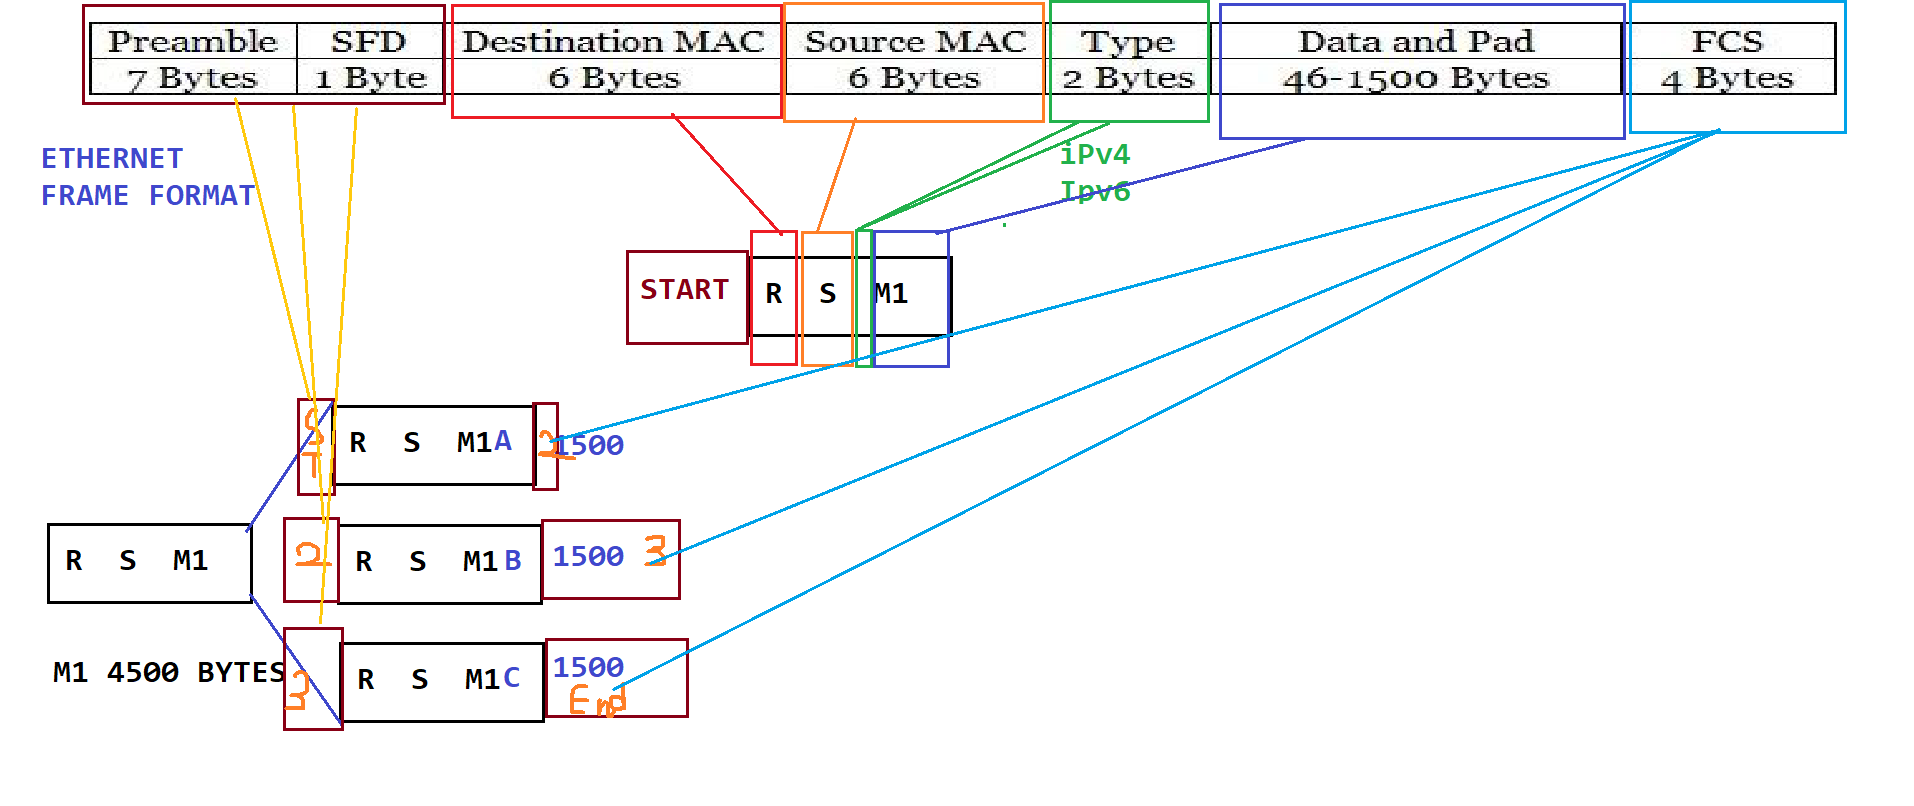 Preamble SFD Destination MAC Source MAC Type Data and Pad FCS
7 Bytes 1 Byte 6 Bytes 6 Bytes 2 Bytes 46-1500 Bytes 4 Bytes
ETHERNET
FRAME FORMAT
iPv4
Ipv6
START R S M1
ST R S M1A 2 1500
2 R S M1B 1500 3
R S M1
3 R S M1C 1500
End
M1 4500 BYTES